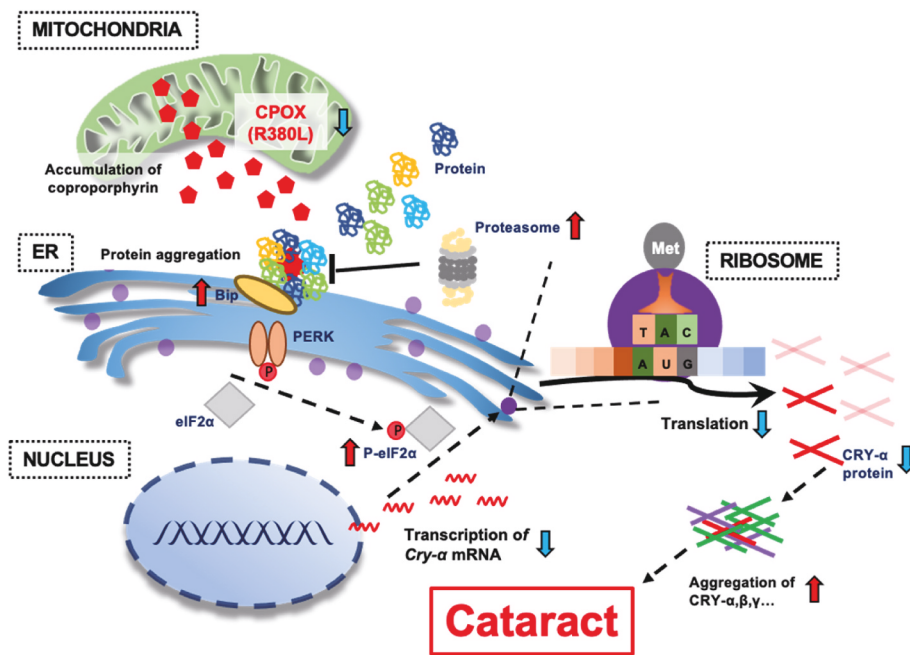 MITOCHONDRIA
CPOX
(R380L)
Accumulation of
coproporphyrin
Protein
Proteasome
Met
RIBOSOME
ER
Protein aggregation
Bip
PERK
P
T A C
A U G
eIF2α
P
P-eIF2α
Translation
CRY-α
protein
NUCLEUS
Transcription of
Cry-α mRNA
Aggregation of
CRY-α,β,γ...
Cataract